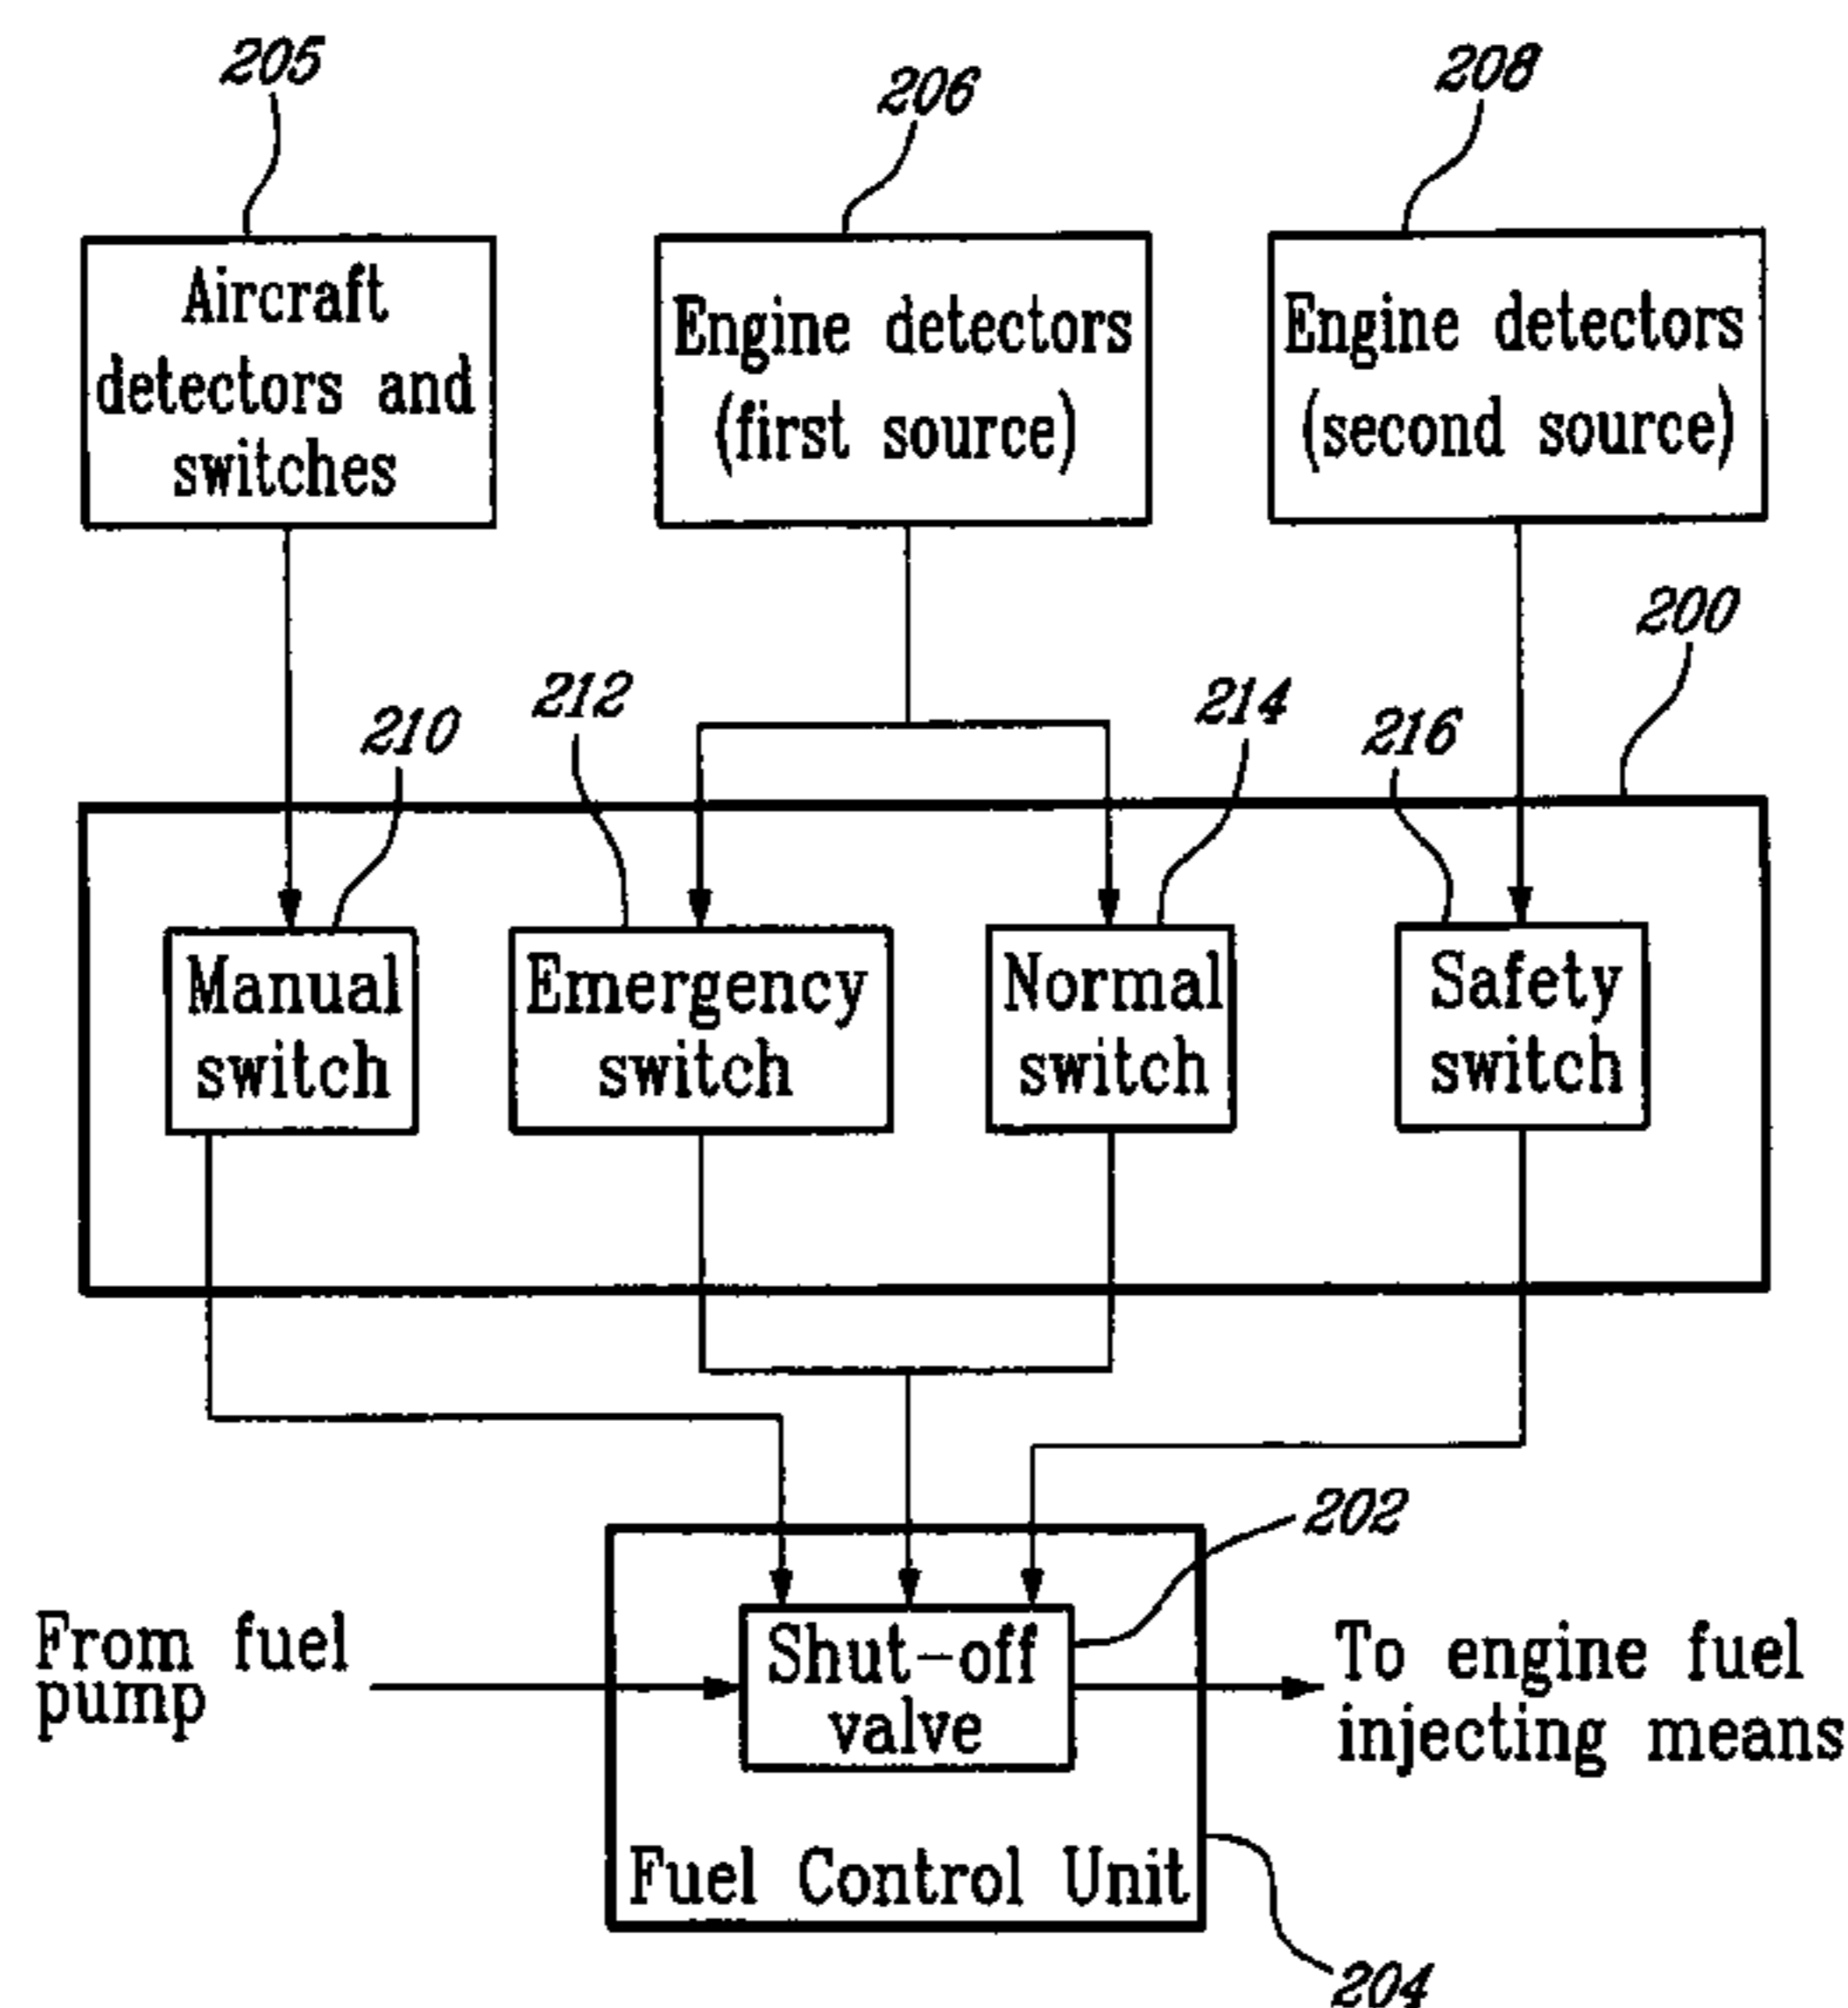 205
206
208
Aircraft
detectors and
switches
Engine detectors
(first source)
Engine detectors
(second source)
200
210
212
214
216
Manual
switch
Emergency
switch
Normal
switch
Safety
switch
202
From fuel
pump
Shut-off
valve
To engine fuel
injecting means
Fuel Control Unit
204